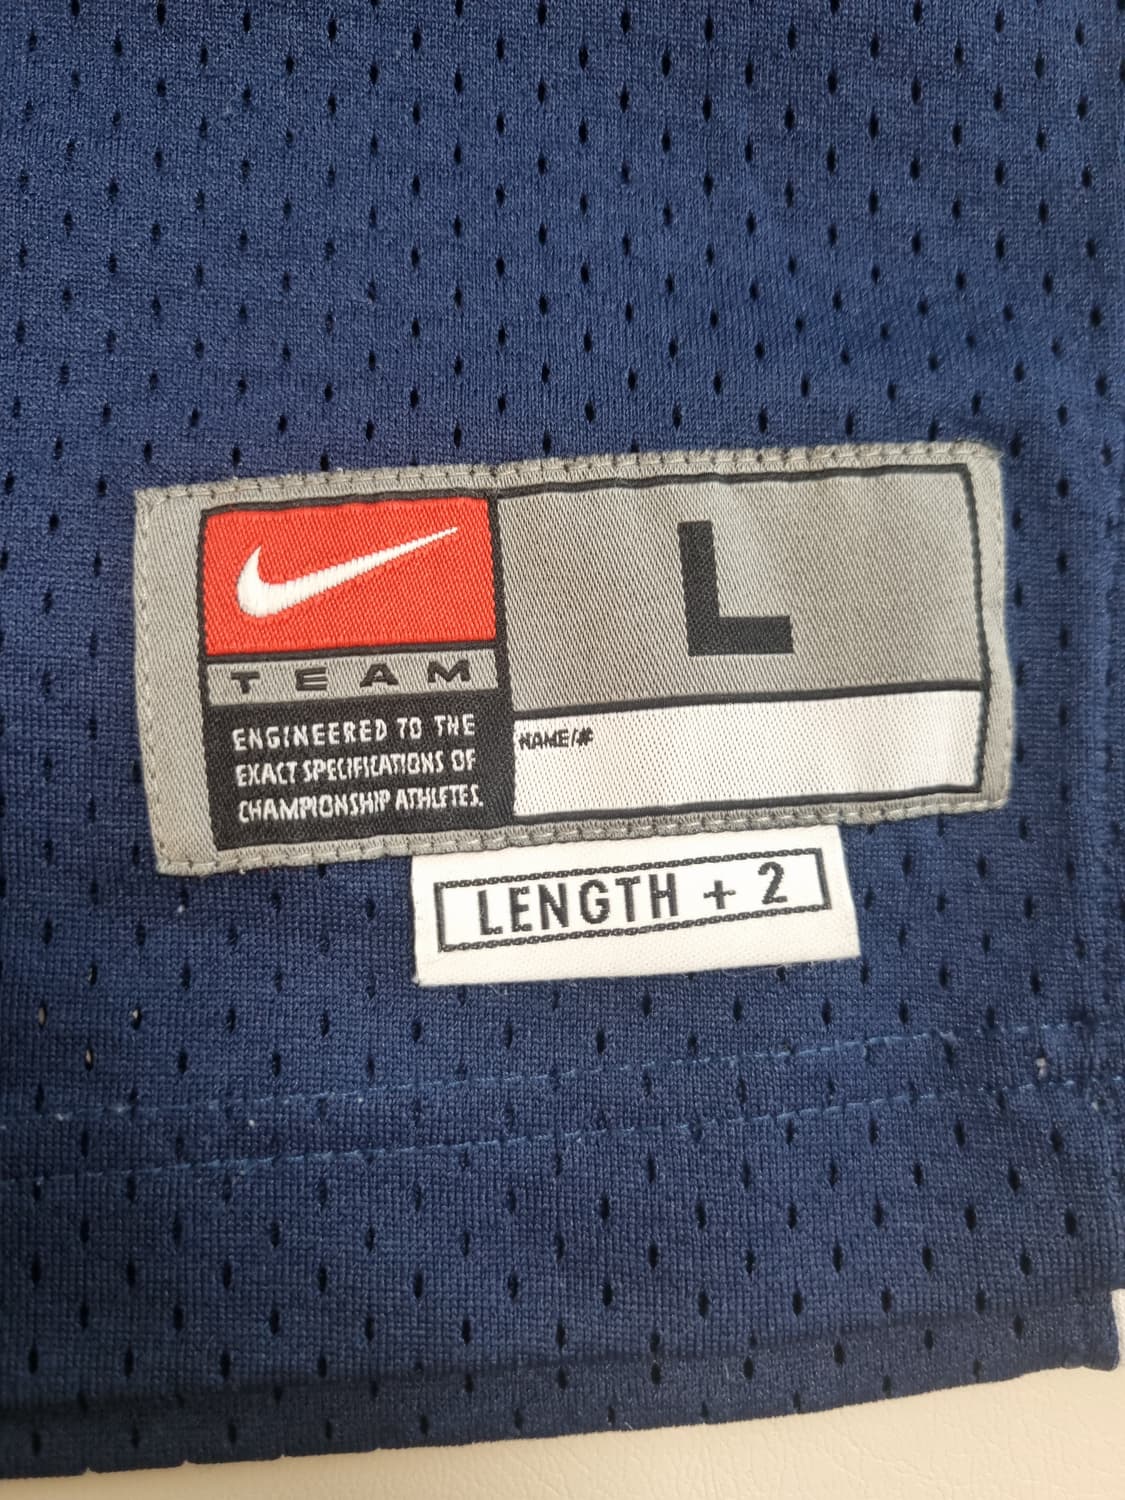 TEAM
ENGINEERED TO THE
EXACT SPECIFICATIONS OF
CHAMPIONSHIP ATHLETES.
L
NAME/#
LENGTH + 2